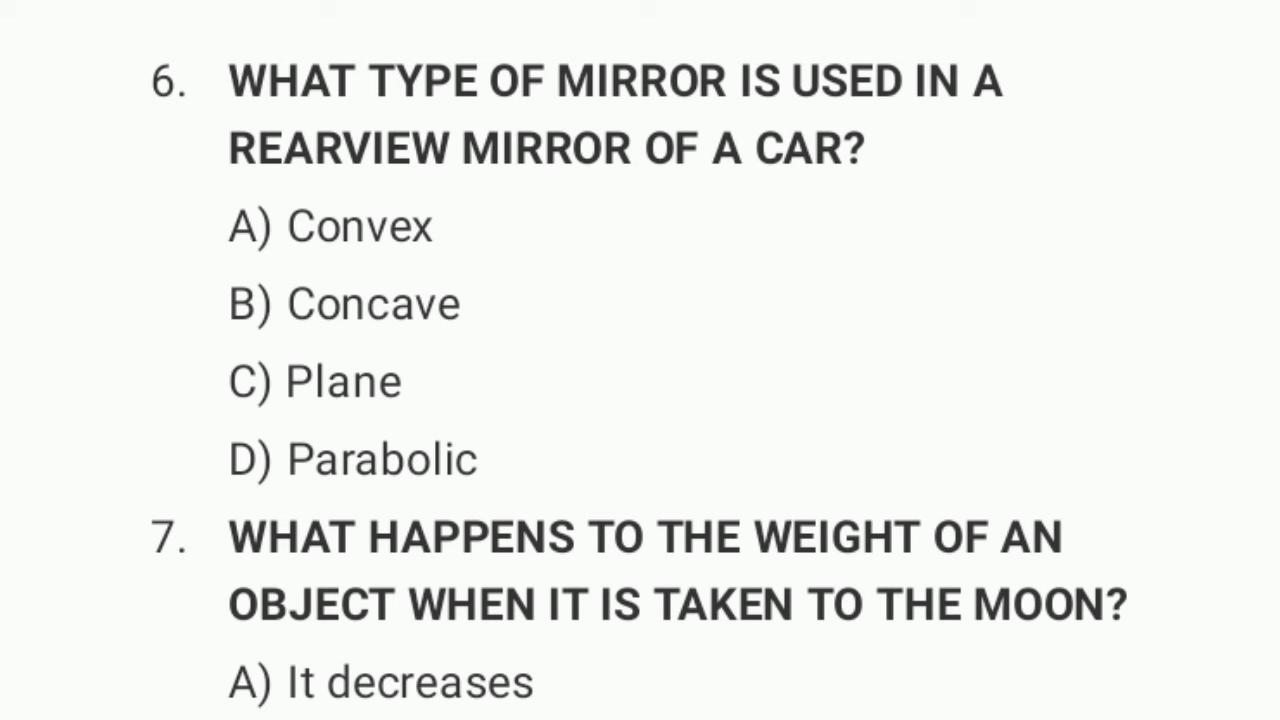 6. WHAT TYPE OF MIRROR IS USED IN A
REARVIEW MIRROR OF A CAR?
A) Convex
B) Concave
C) Plane
D) Parabolic
7. WHAT HAPPENS TO THE WEIGHT OF AN
OBJECT WHEN IT IS TAKEN TO THE MOON?
A) It decreases